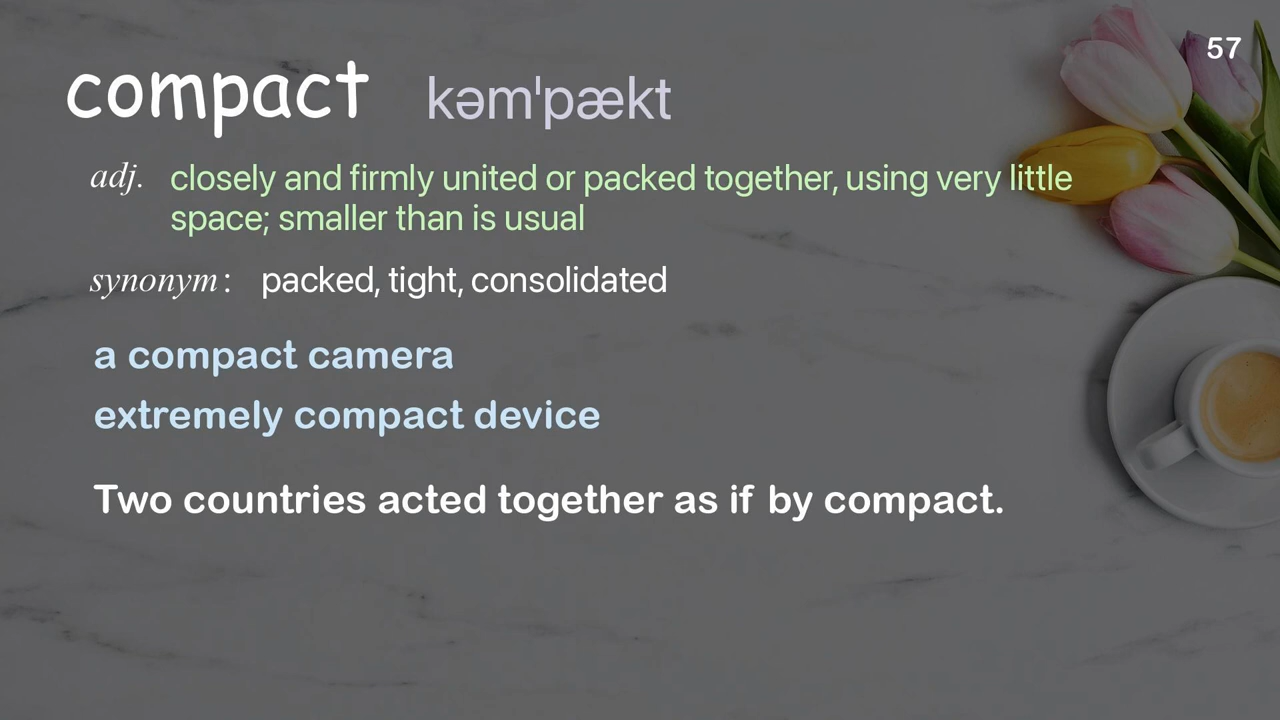 57
compact kəmˈpækt
adj. closely and firmly united or packed together, using very little
space; smaller than is usual
synonym: packed, tight, consolidated
a compact camera
extremely compact device
Two countries acted together as if by compact.